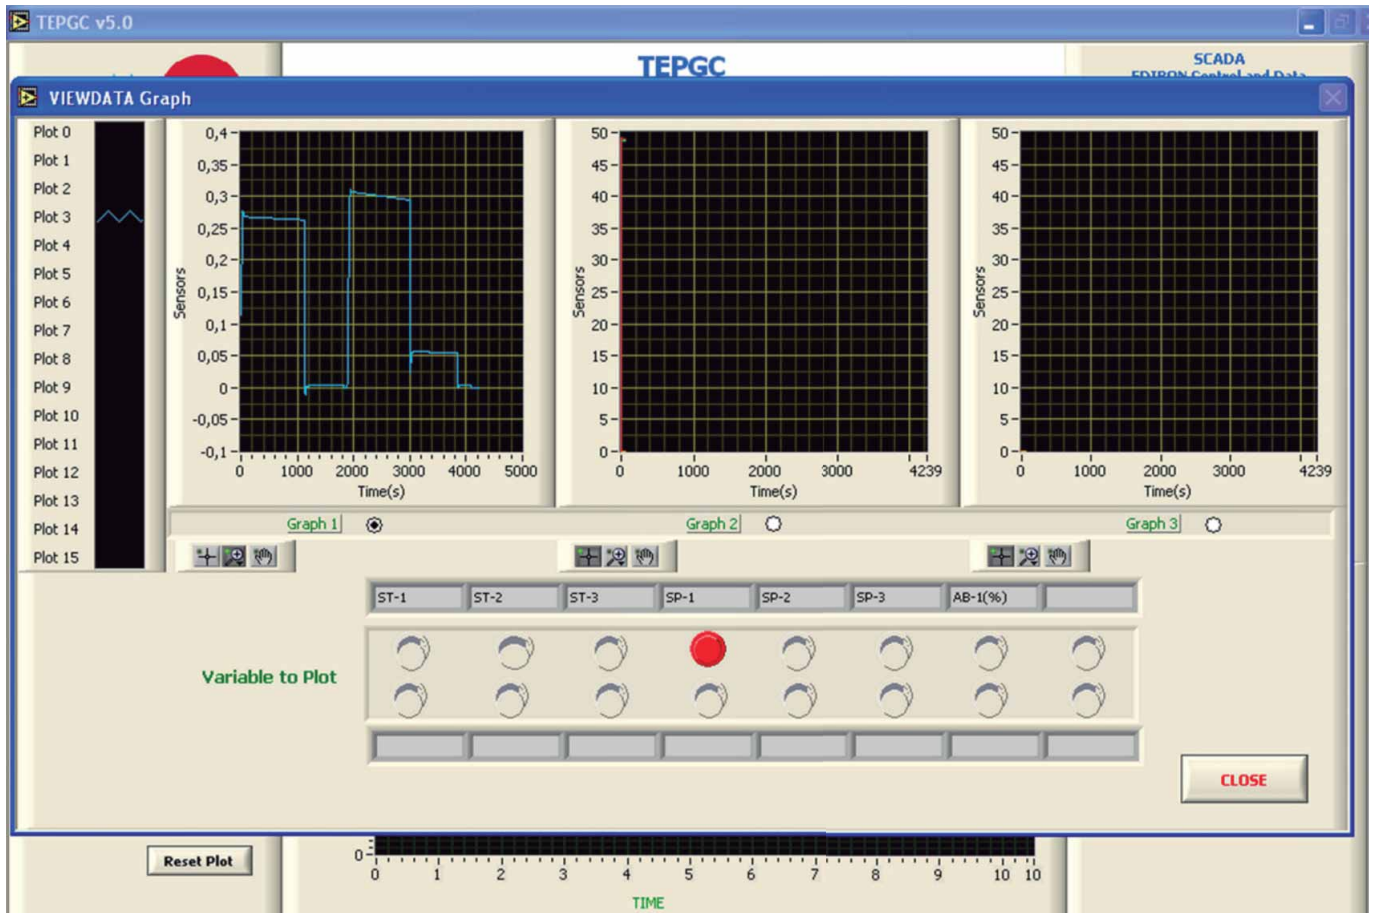 TEPGC v5.0
TEPGC
SCADA
EDIBON Control and Data
VIEWDATA Graph
Plot 0
Plot 1
Plot 2
Plot 3
Plot 4
Plot 5
Plot 6
Plot 7
Plot 8
Plot 9
Plot 10
Plot 11
Plot 12
Plot 13
Plot 14
Plot 15
0,4
0,35
0,3
0,25
0,2
0,15
0,1
0,05
0
-0,05
-0,1
Sensors
0 1000 2000 3000 4000 5000
Time(s)
50
45
40
35
30
25
20
15
10
5
0
Sensors
0 1000 2000 3000 4239
Time(s)
50
45
40
35
30
25
20
15
10
5
0
Sensors
0 1000 2000 3000 4239
Time(s)
Graph 1 Graph 2 Graph 3
ST-1 ST-2 ST-3 SP-1 SP-2 SP-3 AB-1(%)
Variable to Plot
CLOSE
Reset Plot
0
0 1 2 3 4 5 6 7 8 9 10 10
TIME